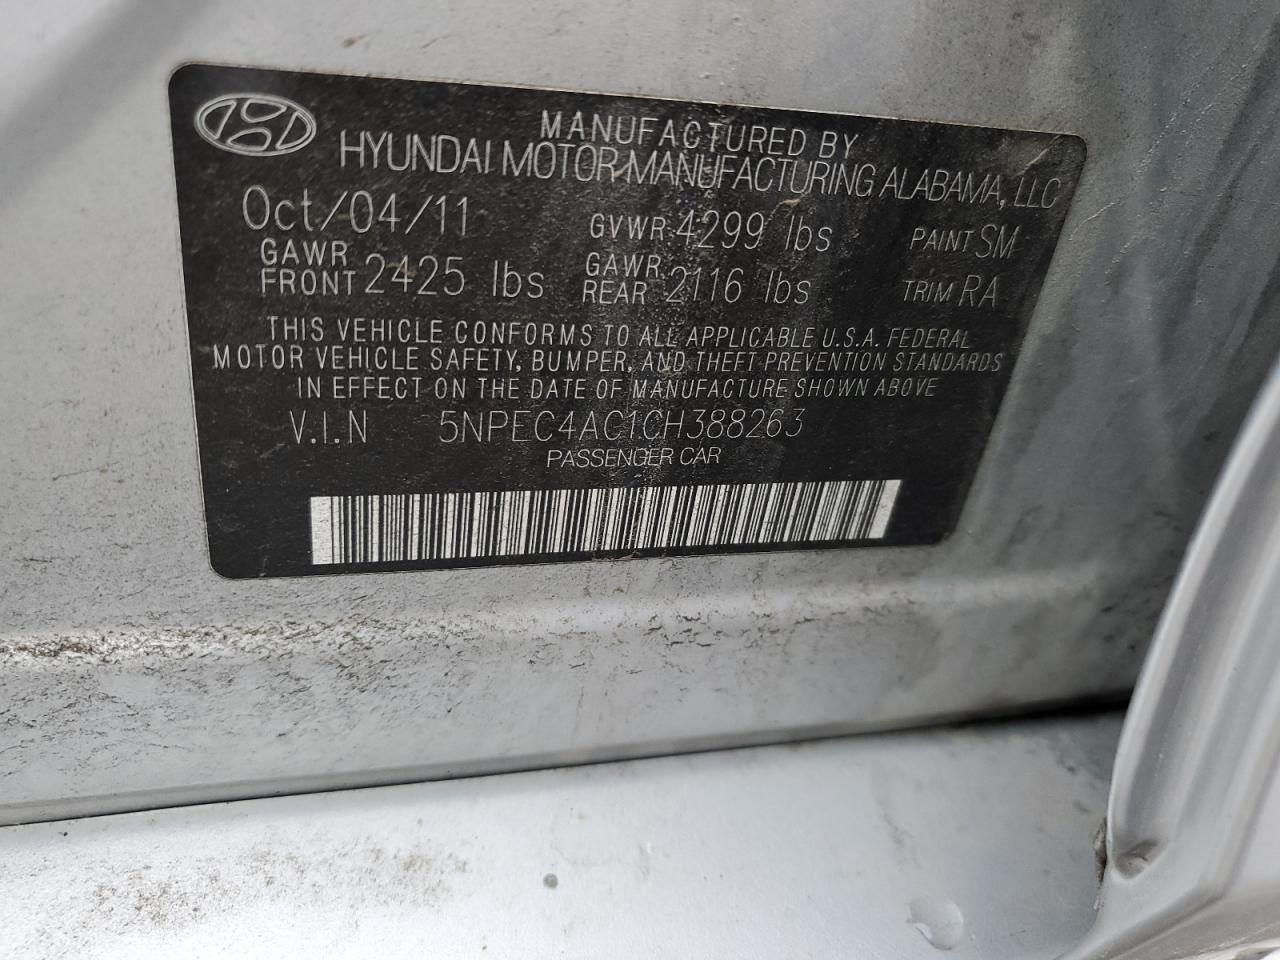 MANUFACTURED BY
HYUNDAI MOTOR MANUFACTURING ALABAMA, LLC
Oct/04/11 GVWR 4299 lbs PAINT SM
GAWR FRONT 2425 lbs GAWR REAR 2116 lbs TRIM RA
THIS VEHICLE CONFORMS TO ALL APPLICABLE U.S.A. FEDERAL
MOTOR VEHICLE SAFETY, BUMPER, AND THEFT PREVENTION STANDARDS
IN EFFECT ON THE DATE OF MANUFACTURE SHOWN ABOVE
V.I.N 5NPEC4AC1CH388263
PASSENGER CAR